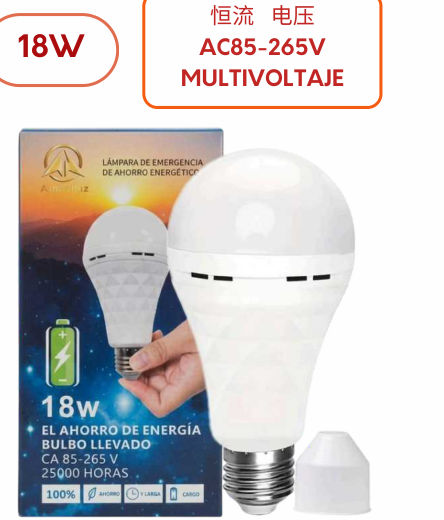 18W
恒流 电压
AC85-265V
MULTIVOLTAJE
LÁMPARA DE EMERGENCIA
DE AHORRO ENERGÉTICO
18w
EL AHORRO DE ENERGÍA
BULBO LLEVADO
CA 85-265 V
25000 HORAS
100%
AHORRO
Y LARGA
CARGO